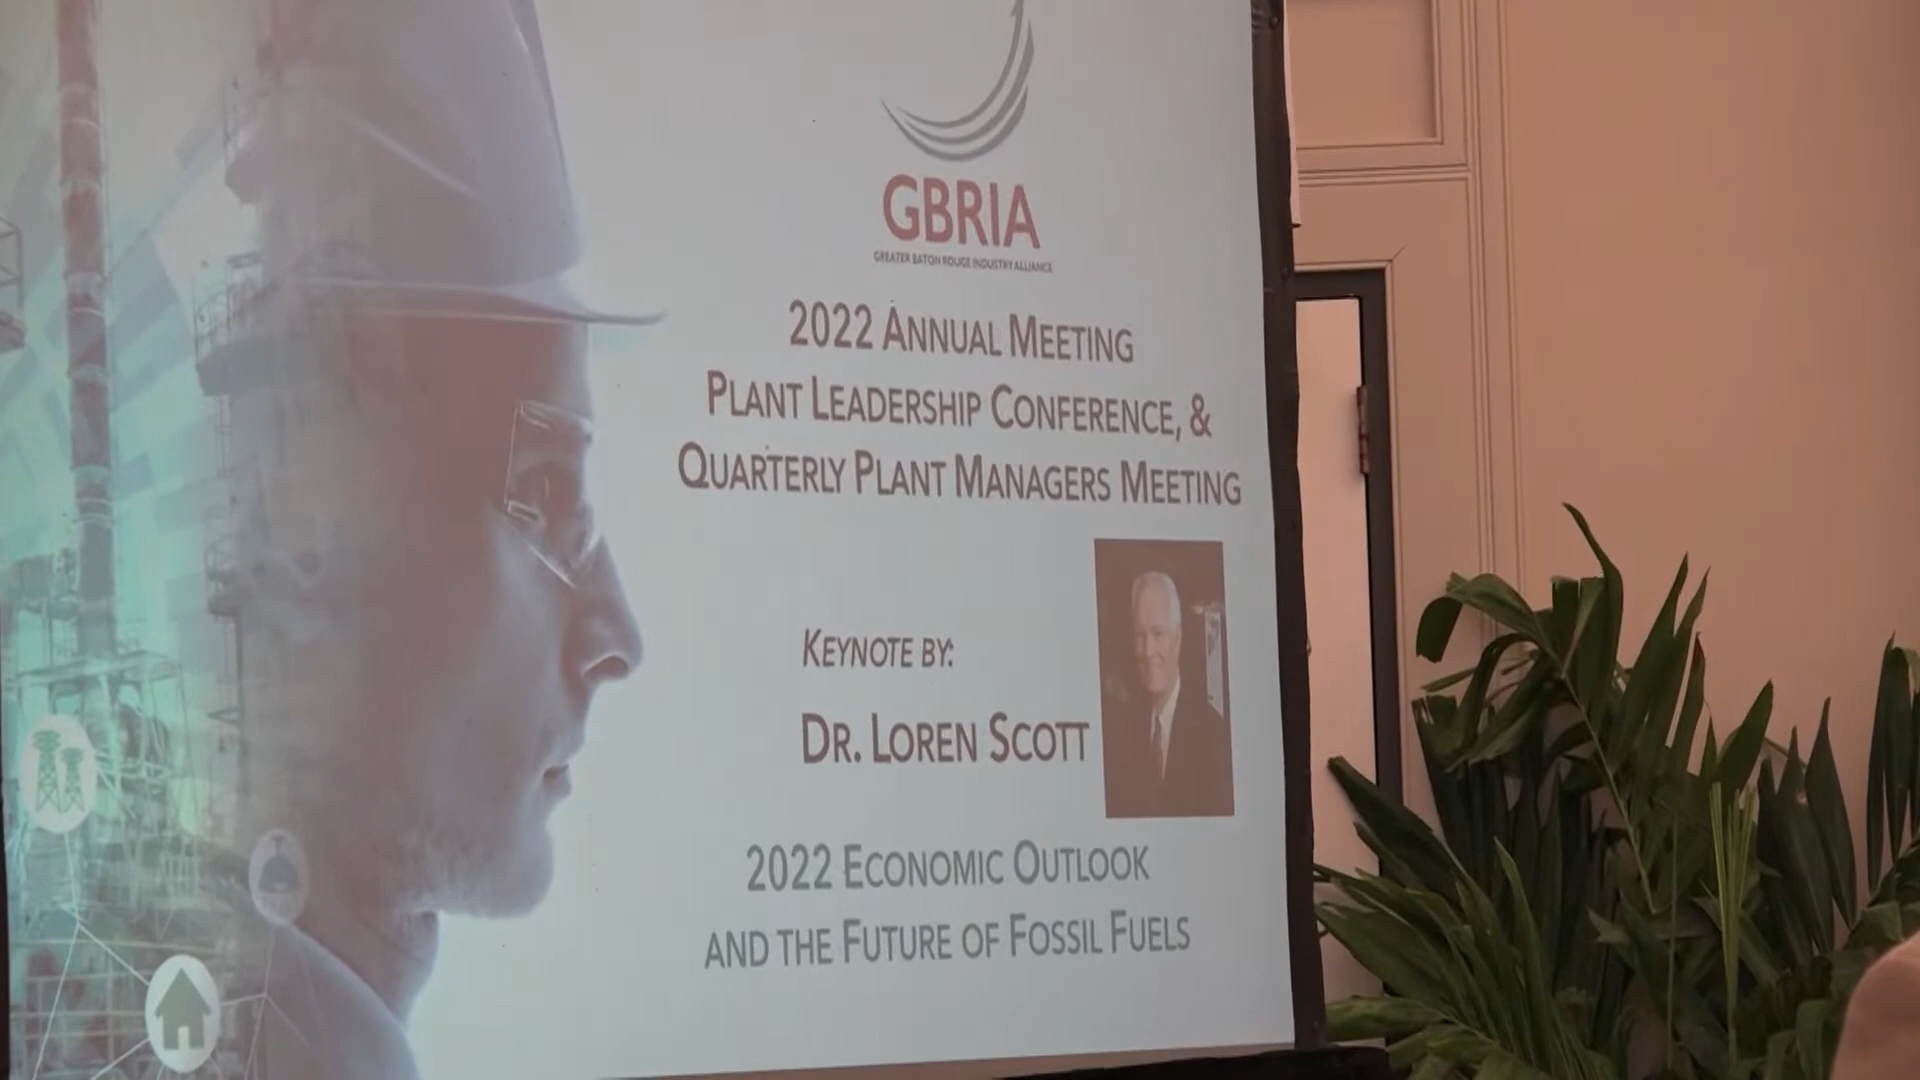 GBRIA
GREATER BATON ROUGE INDUSTRY ALLIANCE
2022 ANNUAL MEETING
PLANT LEADERSHIP CONFERENCE, &
QUARTERLY PLANT MANAGERS MEETING
KEYNOTE BY:
DR. LOREN SCOTT
2022 ECONOMIC OUTLOOK
AND THE FUTURE OF FOSSIL FUELS